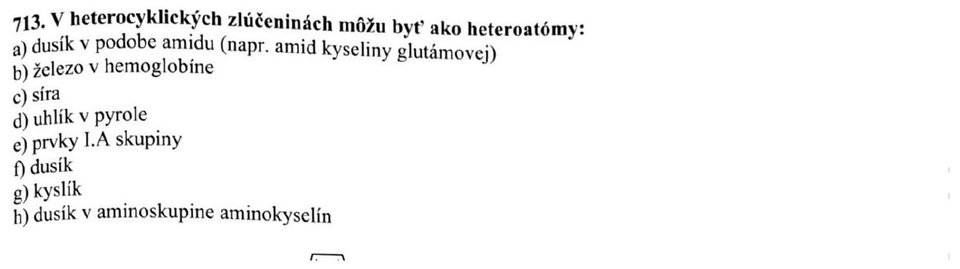 713. V heterocyklických zlúčeninách môžu byť ako heteroatómy:
a) dusík v podobe amidu (napr. amid kyseliny glutámovej)
b) železo v hemoglobíne
c) síra
d) uhlík v pyrole
e) prvky I.A skupiny
f) dusík
g) kyslík
h) dusík v aminoskupine aminokyselín